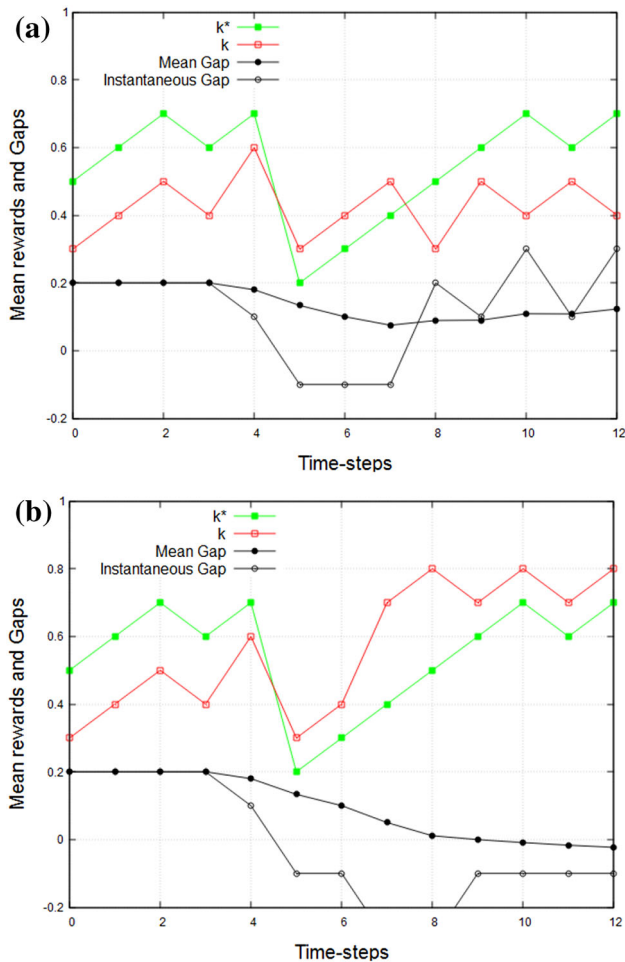 (a)
1
k*
k
Mean Gap
Instantaneous Gap
0.8
0.6
0.4
0.2
0
-0.2
Mean rewards and Gaps
0 2 4 6 8 10 12
Time-steps
(b)
1
k*
k
Mean Gap
Instantaneous Gap
0.8
0.6
0.4
0.2
0
-0.2
Mean rewards and Gaps
0 2 4 6 8 10 12
Time-steps